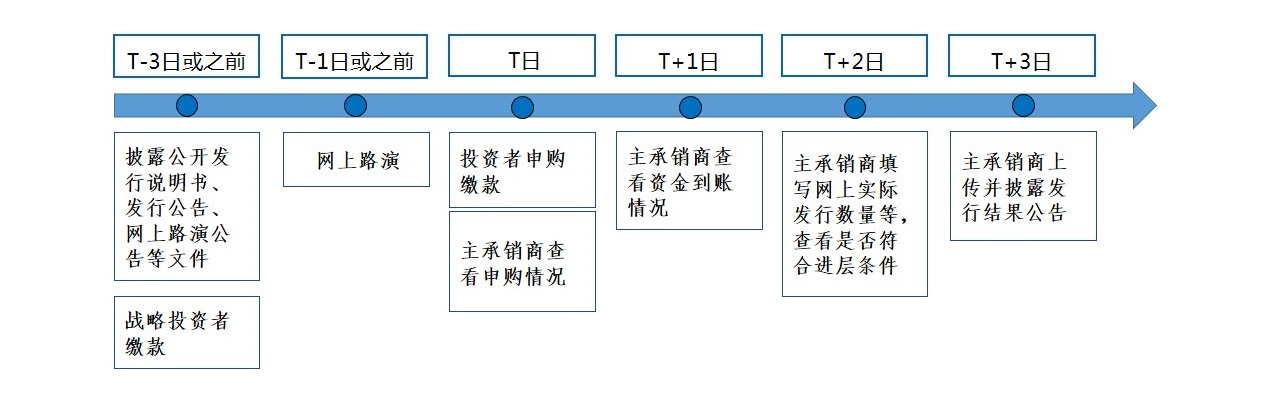 T-3日或之前
T-1日或之前
T日
T+1日
T+2日
T+3日
披露公开发
行说明书、
发行公告、
网上路演公
告等文件
战略投资者
缴款
网上路演
投资者申购
缴款
主承销商查
看申购情况
主承销商查
看资金到账
情况
主承销商填
写网上实际
发行数量等，
查看是否符
合进层条件
主承销商上
传并披露发
行结果公告